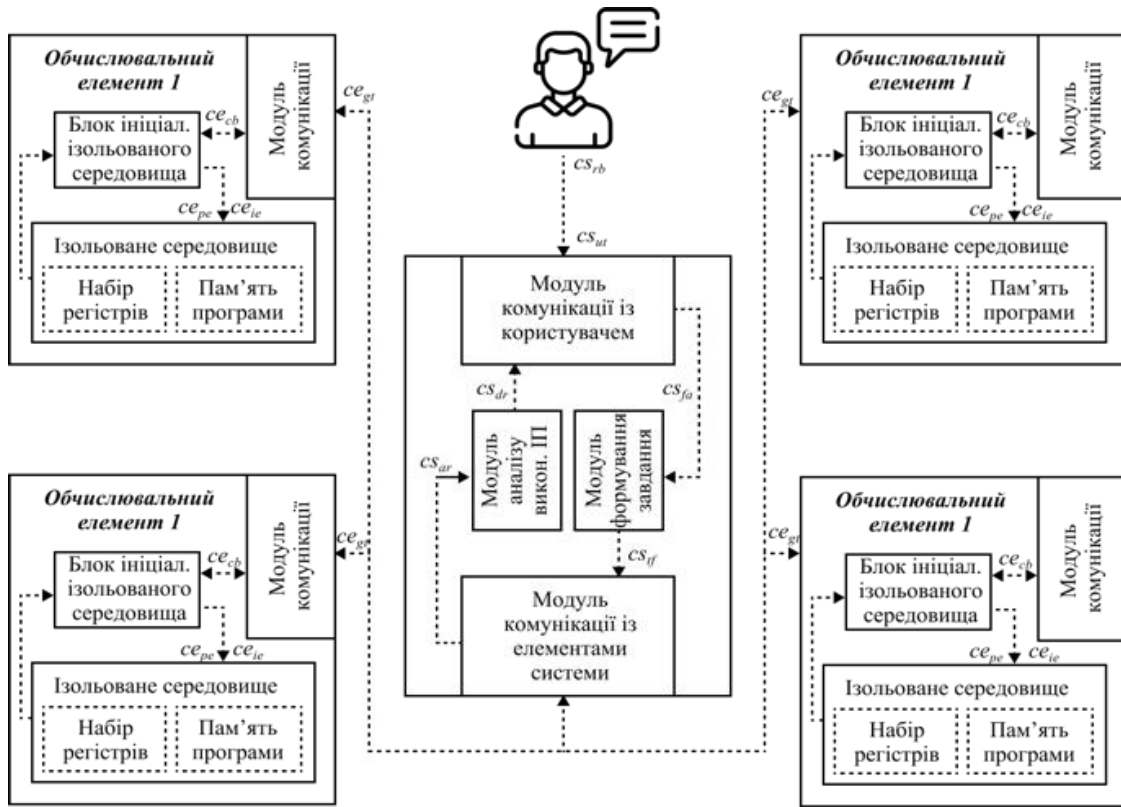 Обчислювальний
елемент 1
Модуль
комунікації
ce_gt
Блок ініціал.
ізольованого
середовища
ce_cb
ce_pe
ce_ie
Ізольоване середовище
Набір
регістрів
Пам’ять
програми
cs_rb
cs_ut
Модуль
комунікації із
користувачем
cs_dr
cs_fa
Модуль
аналізу
викон. ІП
Модуль
формування
завдання
cs_ar
cs_tf
Модуль
комунікації із
елементами
системи
Обчислювальний
елемент 1
Модуль
комунікації
ce_gt
Блок ініціал.
ізольованого
середовища
ce_cb
ce_pe
ce_ie
Ізольоване середовище
Набір
регістрів
Пам’ять
програми
Обчислювальний
елемент 1
Модуль
комунікації
ce_gt
Блок ініціал.
ізольованого
середовища
ce_cb
ce_pe
ce_ie
Ізольоване середовище
Набір
регістрів
Пам’ять
програми
Обчислювальний
елемент 1
Модуль
комунікації
ce_gt
Блок ініціал.
ізольованого
середовища
ce_cb
ce_pe
ce_ie
Ізольоване середовище
Набір
регістрів
Пам’ять
програми